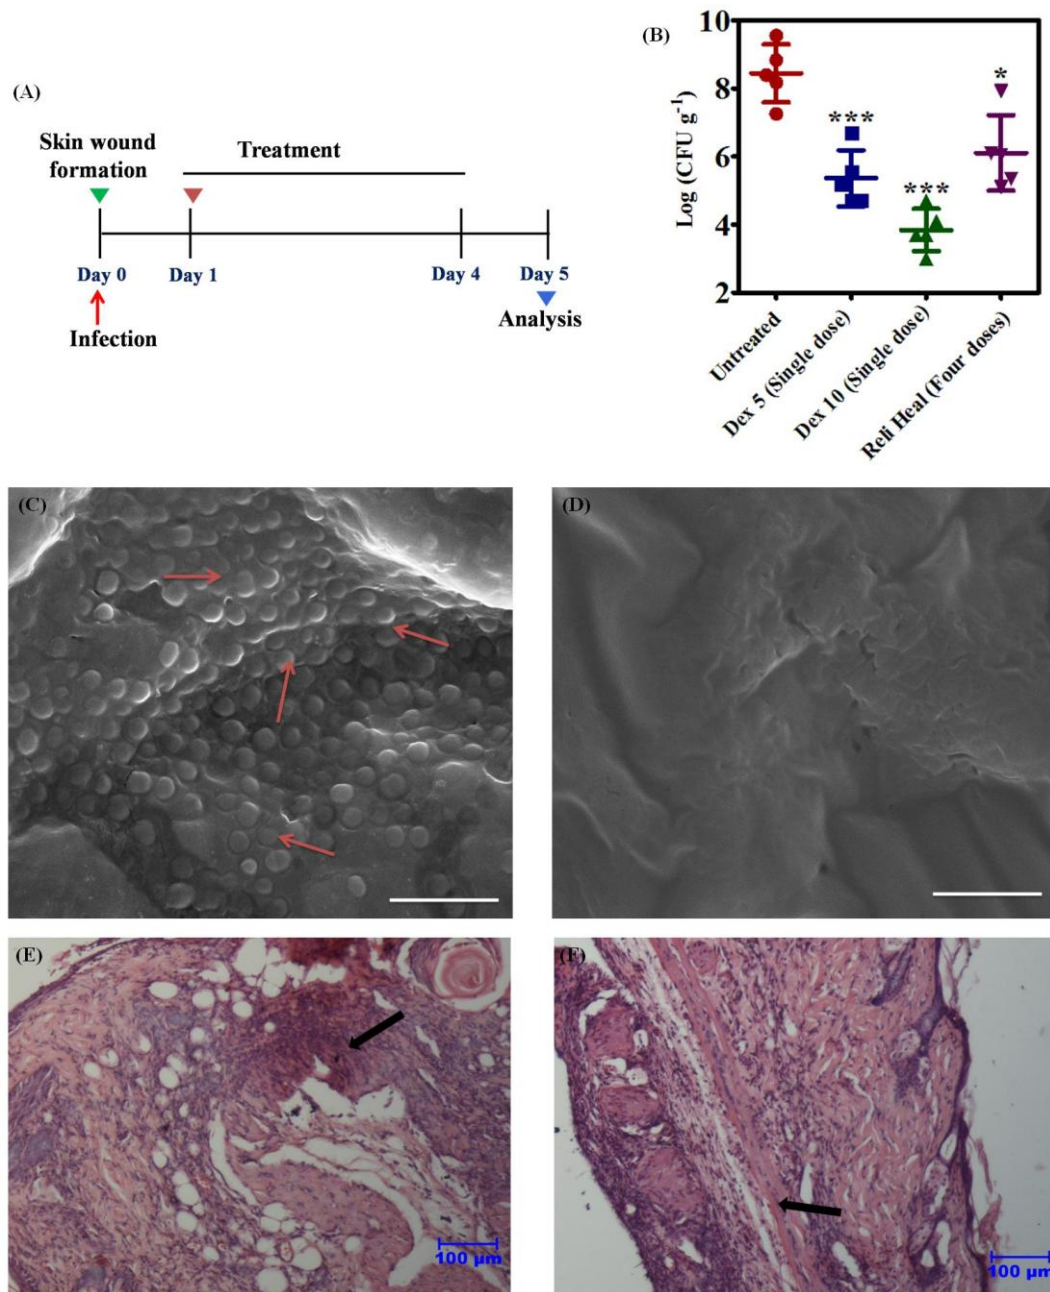 (A)
Skin wound
formation
Treatment
Day 0
Day 1
Day 4
Day 5
Infection
Analysis
(B)
Log (CFU g⁻¹)
10
8
6
4
2
***
***
*
Untreated
Dex 5 (Single dose)
Dex 10 (Single dose)
Reli Heal (Four doses)
(C)
(D)
(E)
100 µm
(F)
100 µm